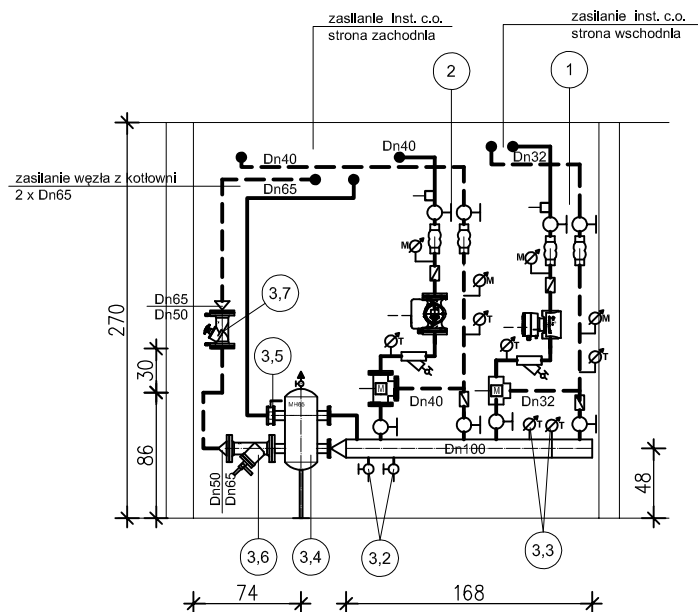 zasilanie inst. c.o.
strona zachodnia
zasilanie inst. c.o.
strona wschodnia
2
1
Dn40
Dn40
Dn32
zasilanie węzła z kotłowni
2 x Dn65
Dn65
M
M
Dn65
Dn50
3,7
M
M
T
T
T
T
270
30
3,5
M
M
MH65
Dn40
Dn32
T
T
86
Dn100
48
Dn50
Dn65
3,6
3,4
3,2
3,3
74
168